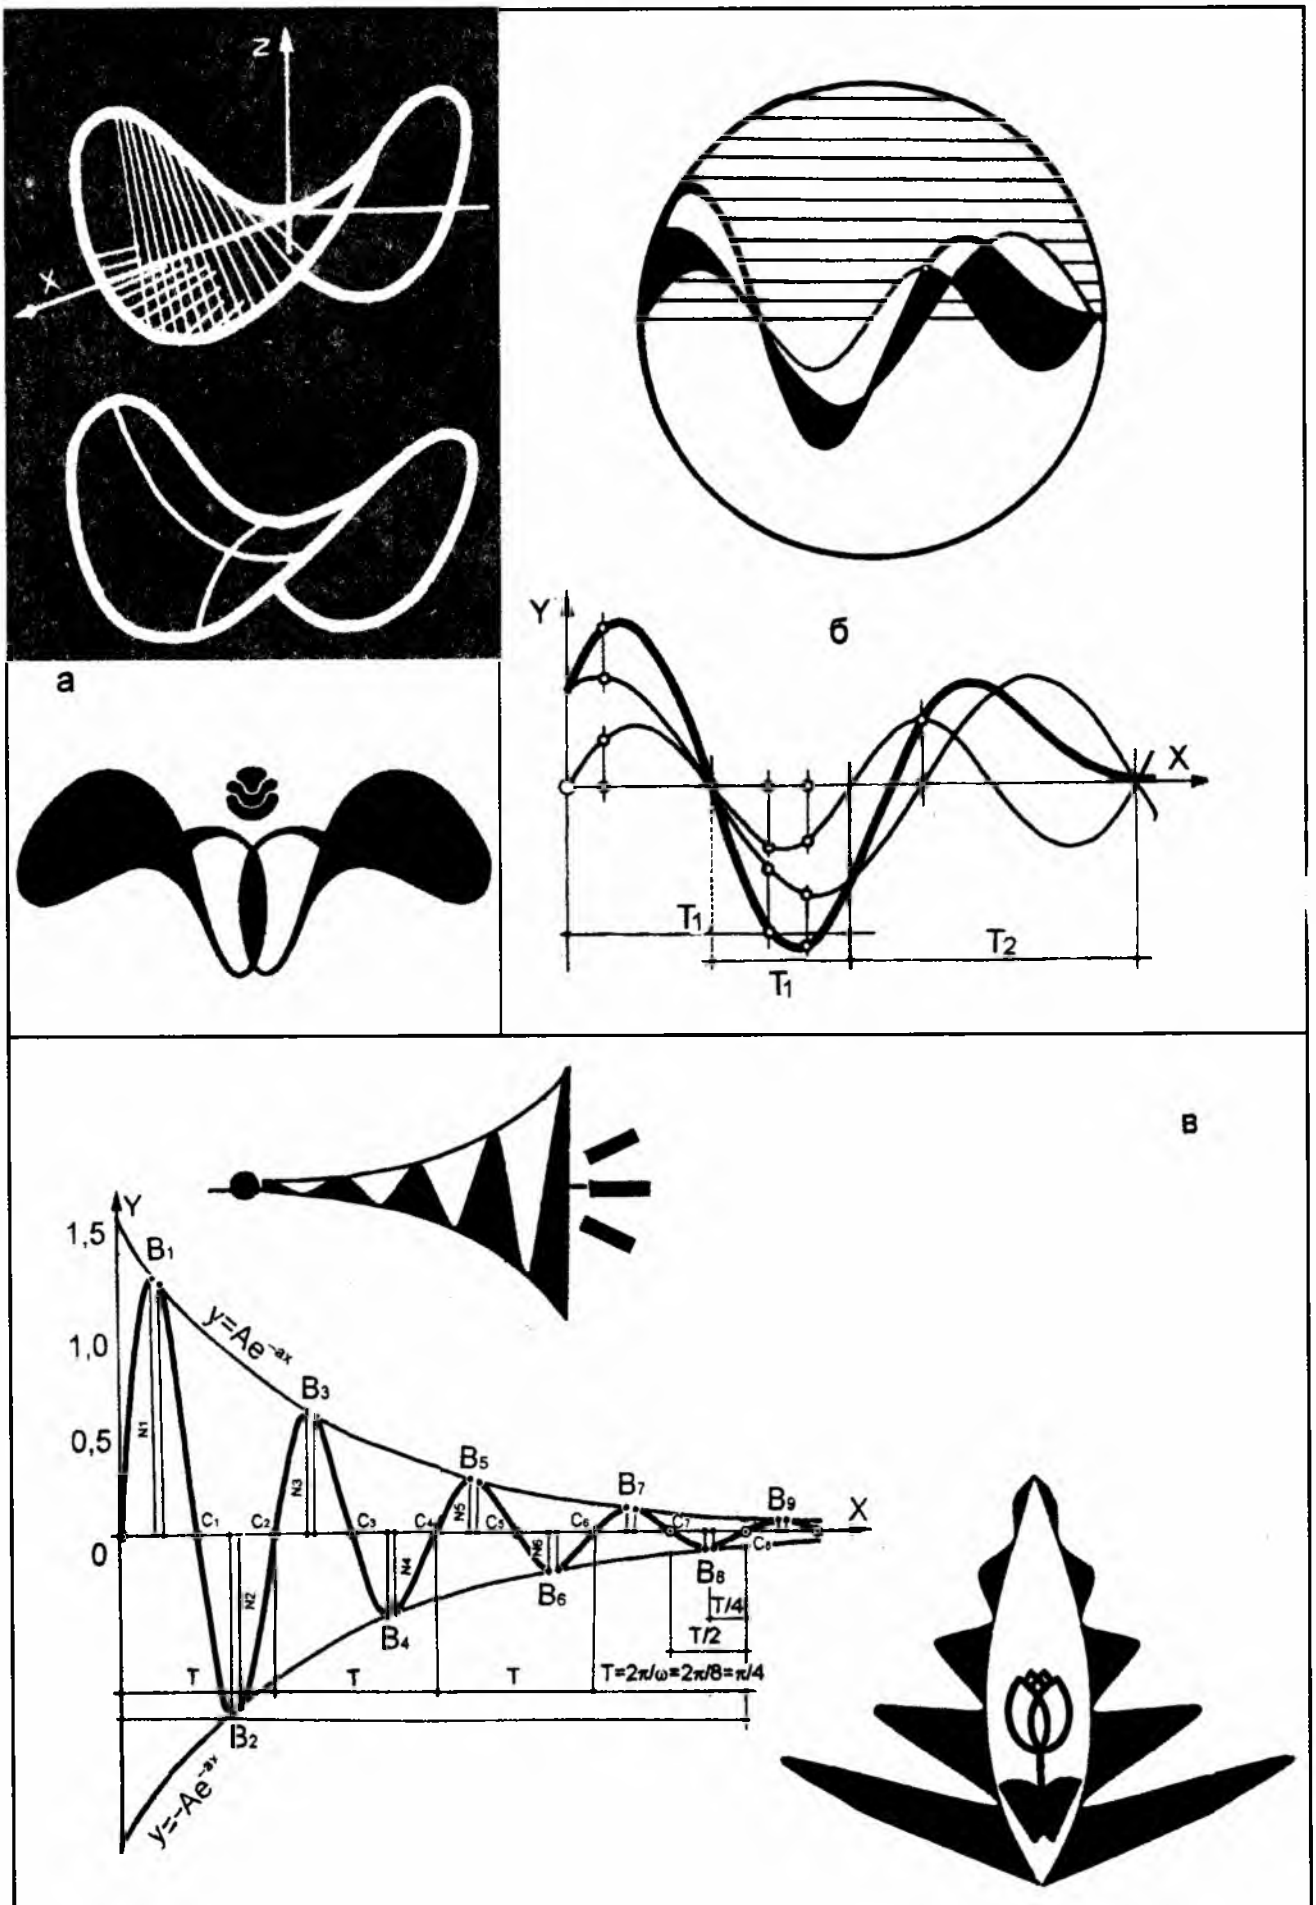 Z
X
а
б
Y
X
T1
T2
T1
в
Y
1,5
B1
y=Ae-ax
1,0
B3
0,5
N1
N3
B5
N5
B7
B9
X
C1
C2
C3
C4
C5
C6
C7
C8
0
N2
N4
N6
B4
B6
B8
T/4
T/2
T
T
T
T=2π/ω=2π/8=π/4
B2
y=-Ae-ax